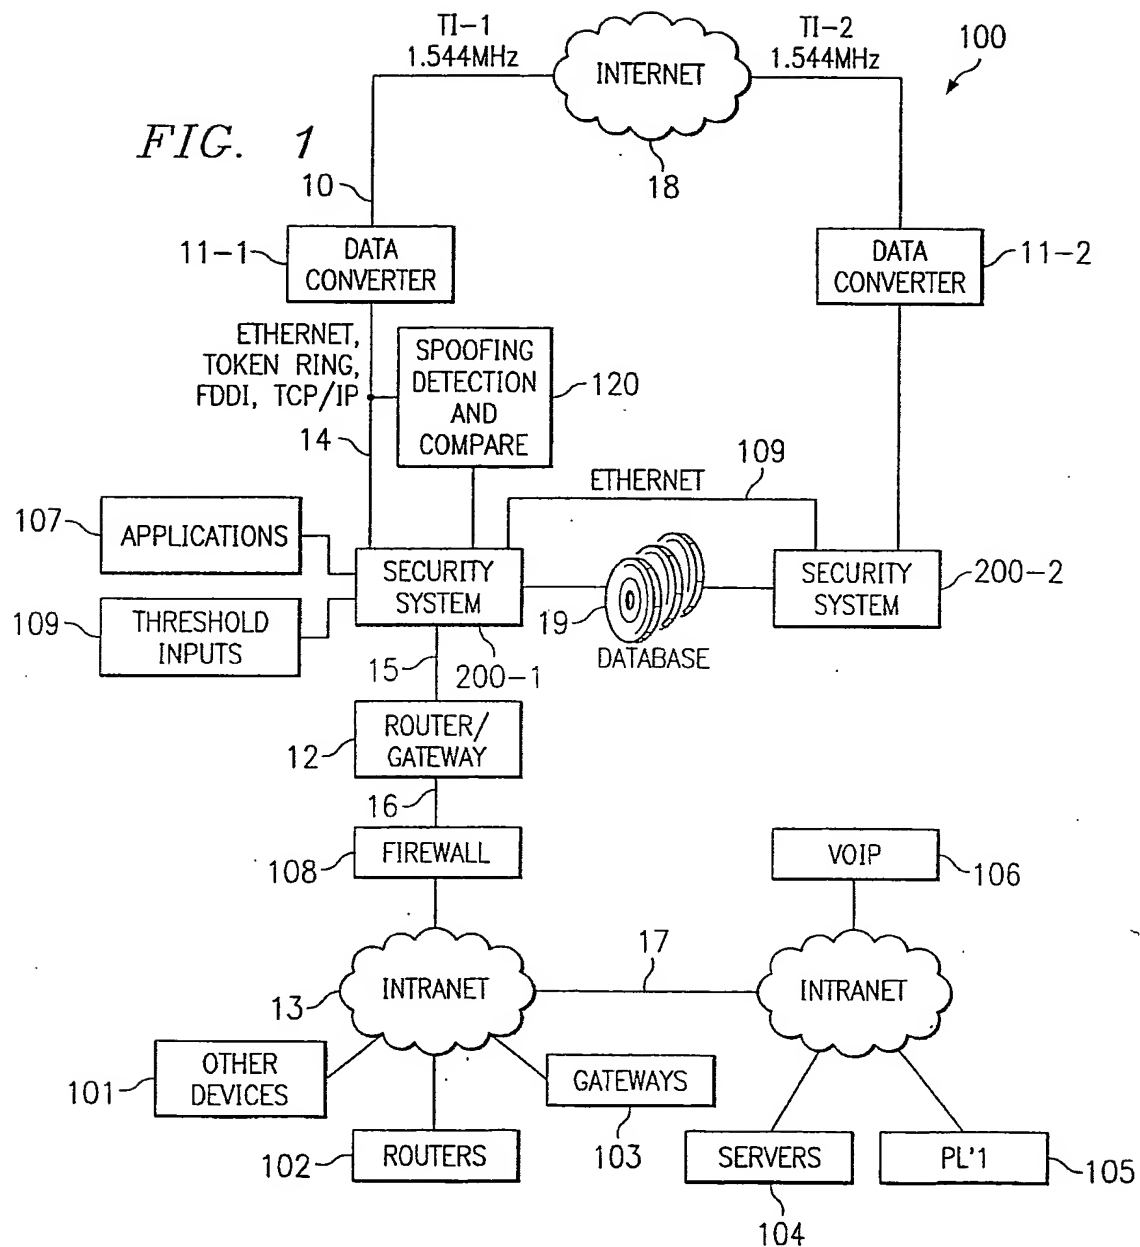 TI-1
1.544MHz
INTERNET
TI-2
1.544MHz
100
FIG. 1
18
10
11-1
DATA
CONVERTER
DATA
CONVERTER
11-2
ETHERNET,
TOKEN RING,
FDDI, TCP/IP
SPOOFING
DETECTION
AND
COMPARE
120
14
ETHERNET
109
107
APPLICATIONS
SECURITY
SYSTEM
SECURITY
SYSTEM
200-2
109
THRESHOLD
INPUTS
19
DATABASE
15
200-1
12
ROUTER/
GATEWAY
16
108
FIREWALL
VOIP
106
17
13
INTRANET
INTRANET
101
OTHER
DEVICES
GATEWAYS
103
102
ROUTERS
SERVERS
104
PL'1
105